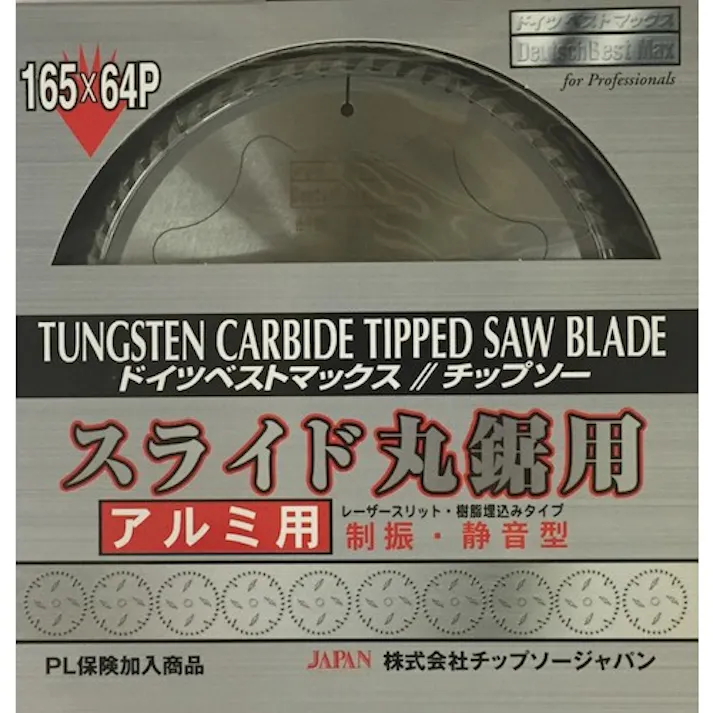 ドイツベストマックス
DeutschBest Max
for Professionals
165×64P
TUNGSTEN CARBIDE TIPPED SAW BLADE
ドイツベストマックス // チップソー
スライド丸鋸用
アルミ用
レーザースリット・樹脂埋込みタイプ
制振・静音型
PL保険加入商品
JAPAN 株式会社チップソージャパン